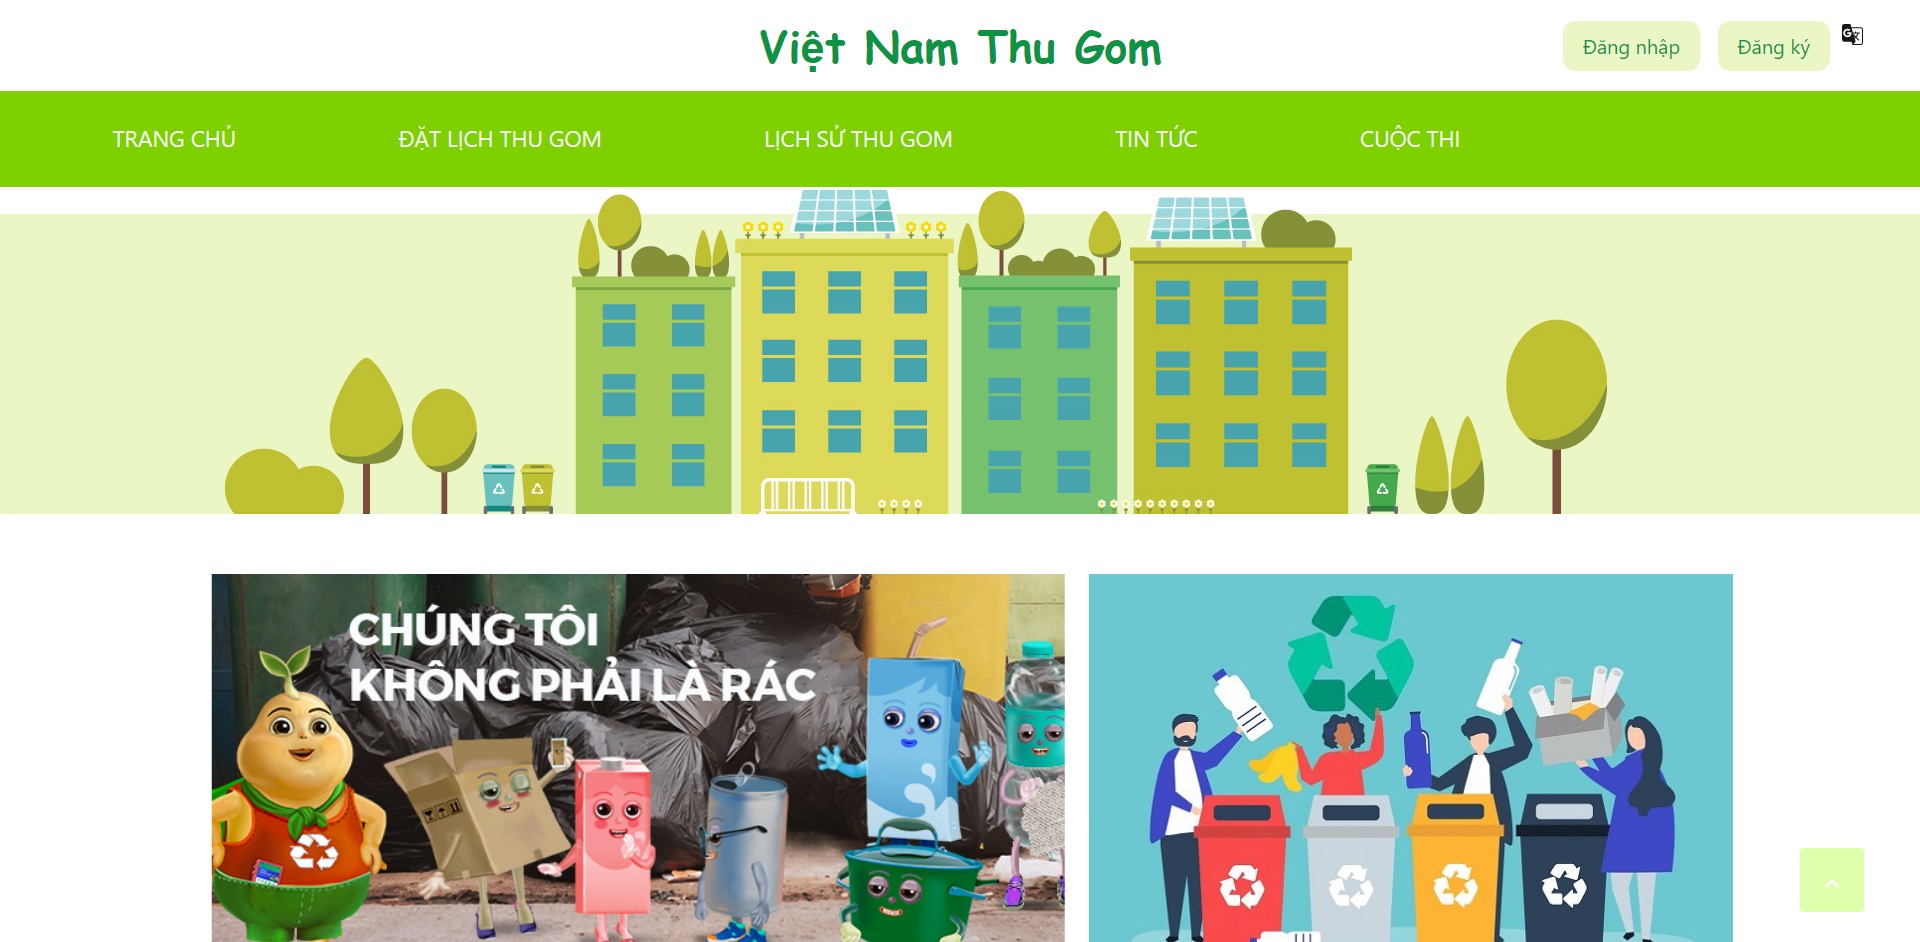 Việt Nam Thu Gom
Đăng nhập
Đăng ký
TRANG CHỦ
ĐẶT LỊCH THU GOM
LỊCH SỬ THU GOM
TIN TỨC
CUỘC THI
CHÚNG TÔI
KHÔNG PHẢI LÀ RÁC